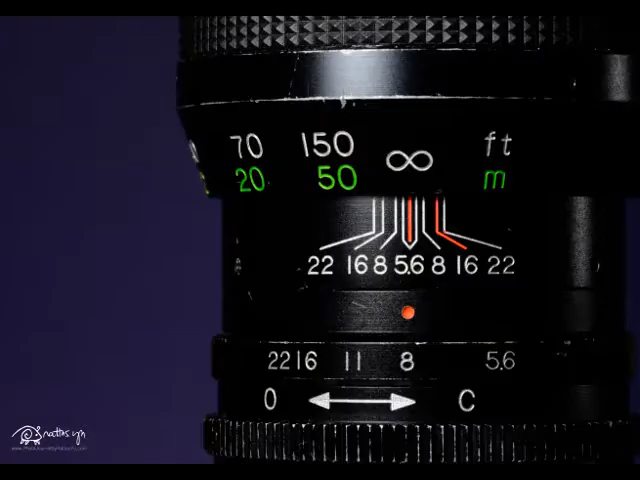 70 150 ∞ ft
20 50 m
22 16 8 5.6 8 16 22
22 16 11 8 5.6
O C